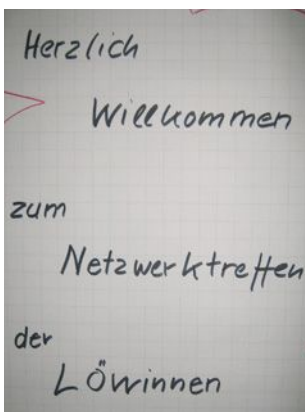 Herzlich
Willkommen
zum
Netzwerktreffen
der
LÖwinnen